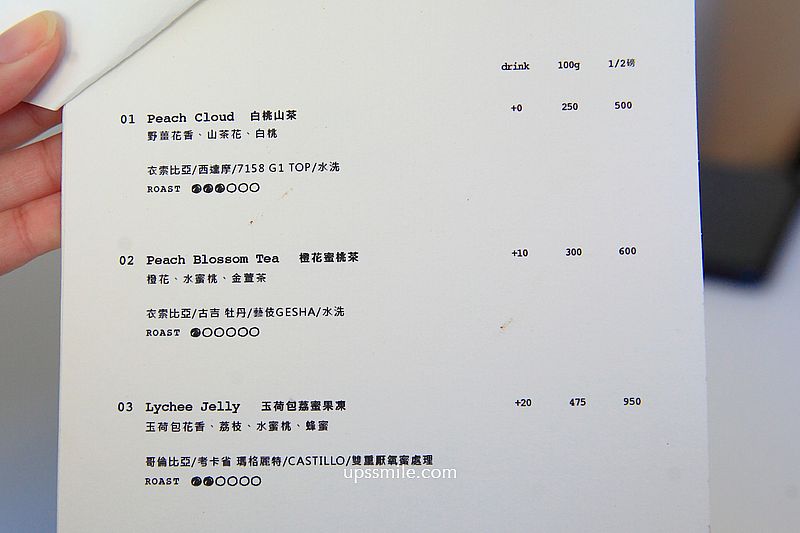 drink 100g 1/2磅
01 Peach Cloud 白桃山茶 +0 250 500
野薑花香、山茶花、白桃
衣索比亞/西達摩/7158 G1 TOP/水洗
ROAST
02 Peach Blossom Tea 橙花蜜桃茶 +10 300 600
橙花、水蜜桃、金萱茶
衣索比亞/古吉 牡丹/藝伎GESHA/水洗
ROAST
03 Lychee Jelly 玉荷包荔蜜果凍 +20 475 950
玉荷包花香、荔枝、水蜜桃、蜂蜜
哥倫比亞/考卡省 瑪格麗特/CASTILLO/雙重厭氧蜜處理
ROAST
upssmile.com